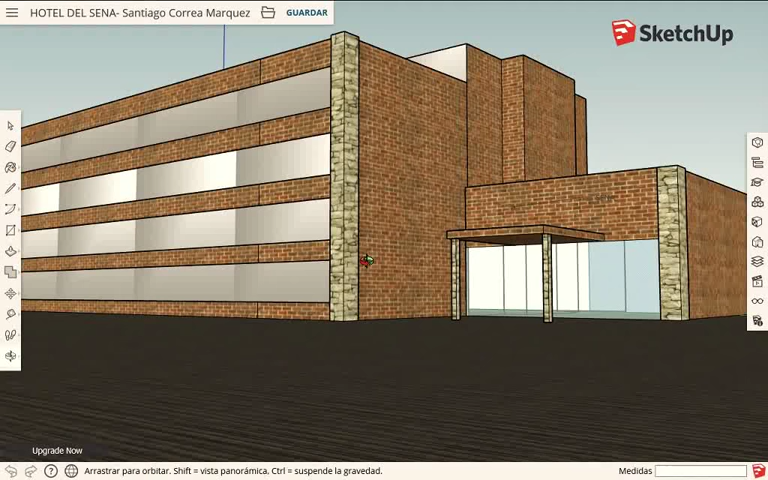 HOTEL DEL SENA- Santiago Correa Marquez
GUARDAR
SketchUp
Upgrade Now
Arrastrar para orbitar. Shift = vista panorámica. Ctrl = suspende la gravedad.
Medidas